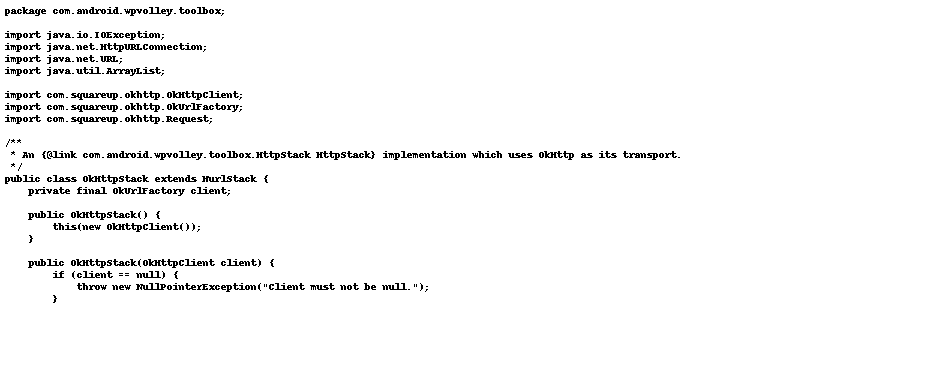 package com.android.wpvolley.toolbox;

import java.io.IOException;
import java.net.HttpURLConnection;
import java.net.URL;
import java.util.ArrayList;

import com.squareup.okhttp.OkHttpClient;
import com.squareup.okhttp.OkUrlFactory;
import com.squareup.okhttp.Request;

/**
 * An {@link com.android.wpvolley.toolbox.HttpStack HttpStack} implementation which uses OkHttp as its transport.
 */
public class OkHttpStack extends HurlStack {
    private final OkUrlFactory client;

    public OkHttpStack() {
        this(new OkHttpClient());
    }

    public OkHttpStack(OkHttpClient client) {
        if (client == null) {
            throw new NullPointerException("Client must not be null.");
        }